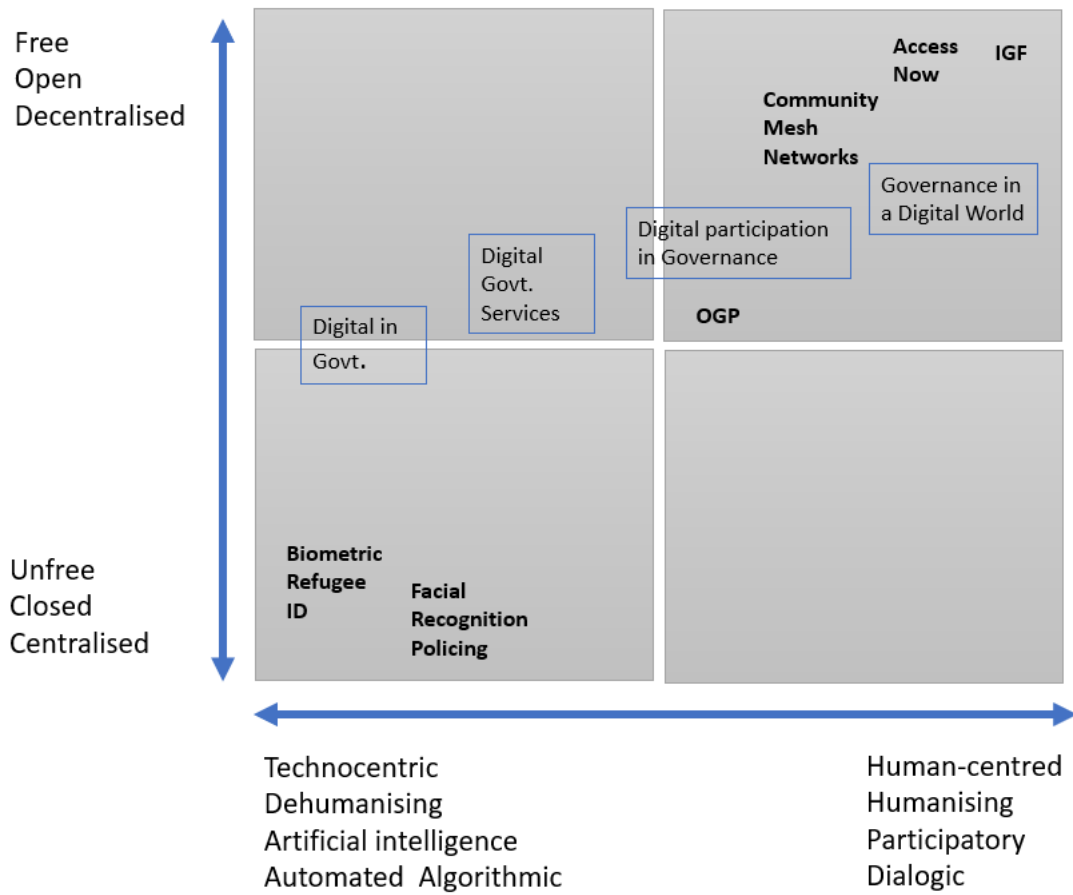 Free
Open
Decentralised
Access
Now
IGF
Community
Mesh
Networks
Governance in
a Digital World
Digital participation
in Governance
Digital
Govt.
Services
OGP
Digital in
Govt.
Biometric
Refugee
ID
Facial
Recognition
Policing
Unfree
Closed
Centralised
Technocentric
Dehumanising
Artificial intelligence
Automated Algorithmic
Human-centred
Humanising
Participatory
Dialogic